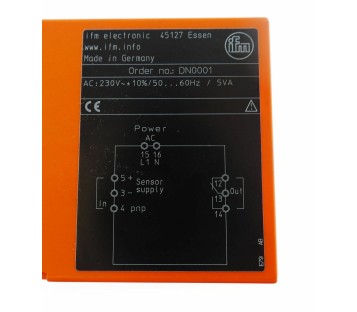 ifm electronic 45127 Essen
www.ifm.info
Made in Germany
ifm
Order no.: DN0001
AC:230V~±10%/50...60Hz / 5VA
CE
Power
AC
15 16
L1 N
5 + Sensor
3 - supply
In
4 pnp
12
Out
13
14